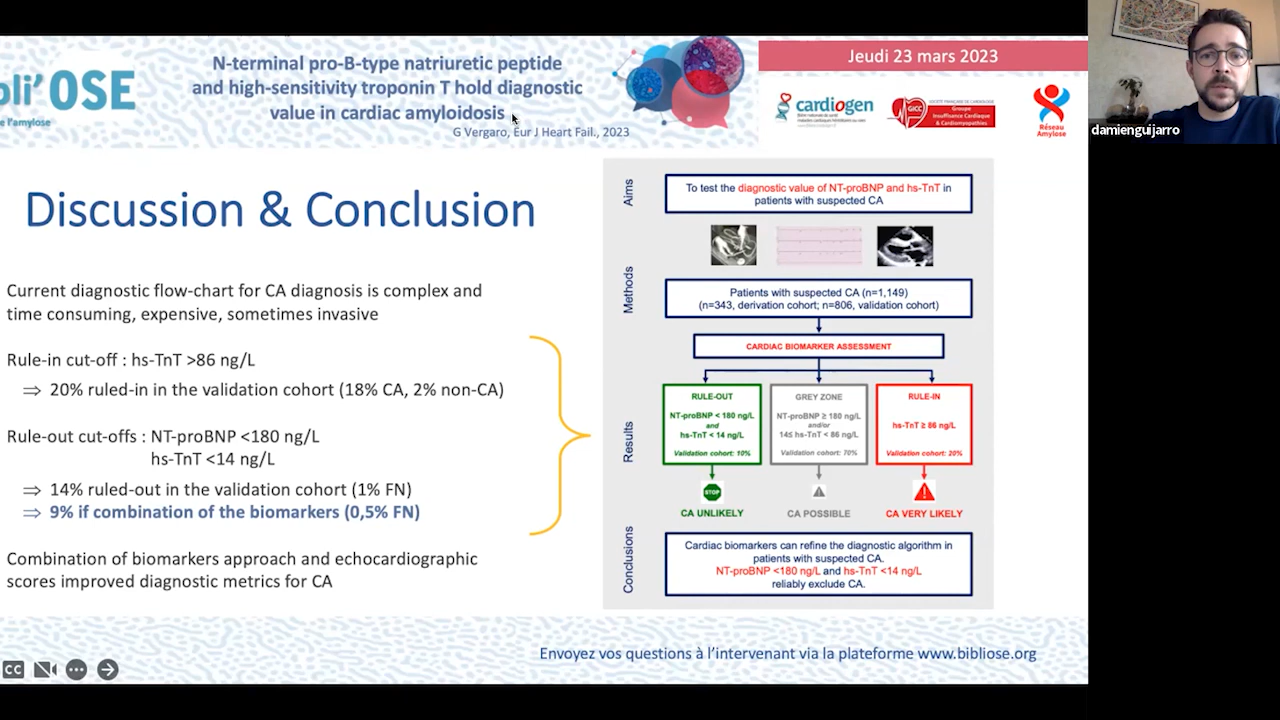 bli'OSE
de l'amylose
N-terminal pro-B-type natriuretic peptide
and high-sensitivity troponin T hold diagnostic
value in cardiac amyloidosis
G Vergaro, Eur J Heart Fail., 2023
Jeudi 23 mars 2023
cardiogen
GICC
Groupe
Insuffisance Cardiaque
& Cardiomyopathies
Réseau
Amylose
damienguijarro
Discussion & Conclusion
Current diagnostic flow-chart for CA diagnosis is complex and
time consuming, expensive, sometimes invasive
Rule-in cut-off : hs-TnT >86 ng/L
⇒ 20% ruled-in in the validation cohort (18% CA, 2% non-CA)
Rule-out cut-offs : NT-proBNP <180 ng/L
hs-TnT <14 ng/L
⇒ 14% ruled-out in the validation cohort (1% FN)
⇒ 9% if combination of the biomarkers (0,5% FN)
Combination of biomarkers approach and echocardiographic
scores improved diagnostic metrics for CA
Aims
To test the diagnostic value of NT-proBNP and hs-TnT in
patients with suspected CA
Methods
Patients with suspected CA (n=1,149)
(n=343, derivation cohort; n=806, validation cohort)
CARDIAC BIOMARKER ASSESSMENT
Results
RULE-OUT
NT-proBNP < 180 ng/L
and
hs-TnT < 14 ng/L
Validation cohort: 10%
GREY ZONE
NT-proBNP ≥ 180 ng/L
and/or
14≤ hs-TnT < 86 ng/L
Validation cohort: 70%
RULE-IN
hs-TnT ≥ 86 ng/L
Validation cohort: 20%
STOP
CA UNLIKELY
CA POSSIBLE
CA VERY LIKELY
Conclusions
Cardiac biomarkers can refine the diagnostic algorithm in
patients with suspected CA.
NT-proBNP <180 ng/L and hs-TnT <14 ng/L
reliably exclude CA.
CC
Envoyez vos questions à l'intervenant via la plateforme www.bibliose.org